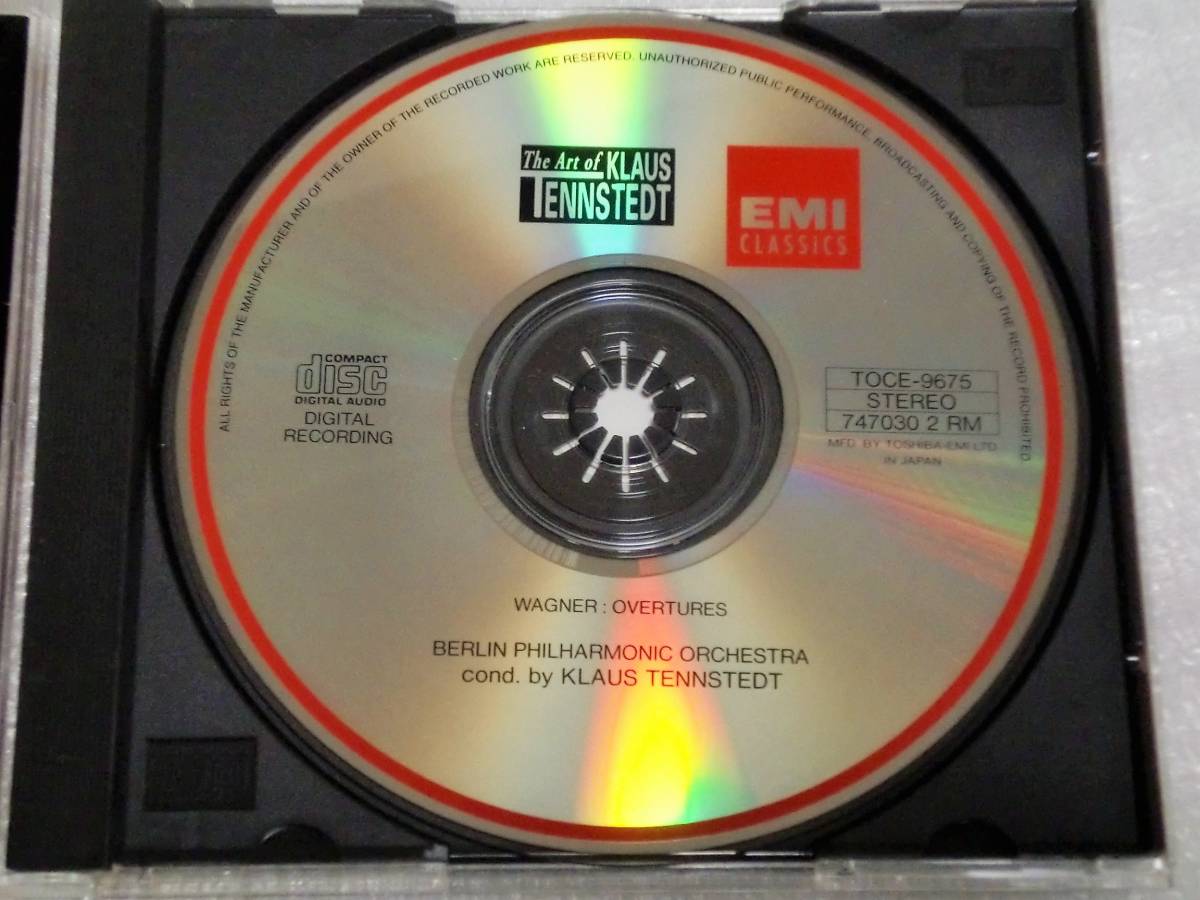 ALL RIGHTS OF THE MANUFACTURER AND OF THE OWNER OF THE RECORDED WORK ARE RESERVED. UNAUTHORIZED PUBLIC PERFORMANCE, BROADCASTING AND COPYING OF THE RECORD PROHIBITED.
The Art of KLAUS
TENNSTEDT
EMI
CLASSICS
COMPACT
disc
DIGITAL AUDIO
DIGITAL
RECORDING
TOCE-9675
STEREO
747030 2 RM
MFD. BY TOSHIBA-EMI LTD.
IN JAPAN
WAGNER : OVERTURES
BERLIN PHILHARMONIC ORCHESTRA
cond. by KLAUS TENNSTEDT